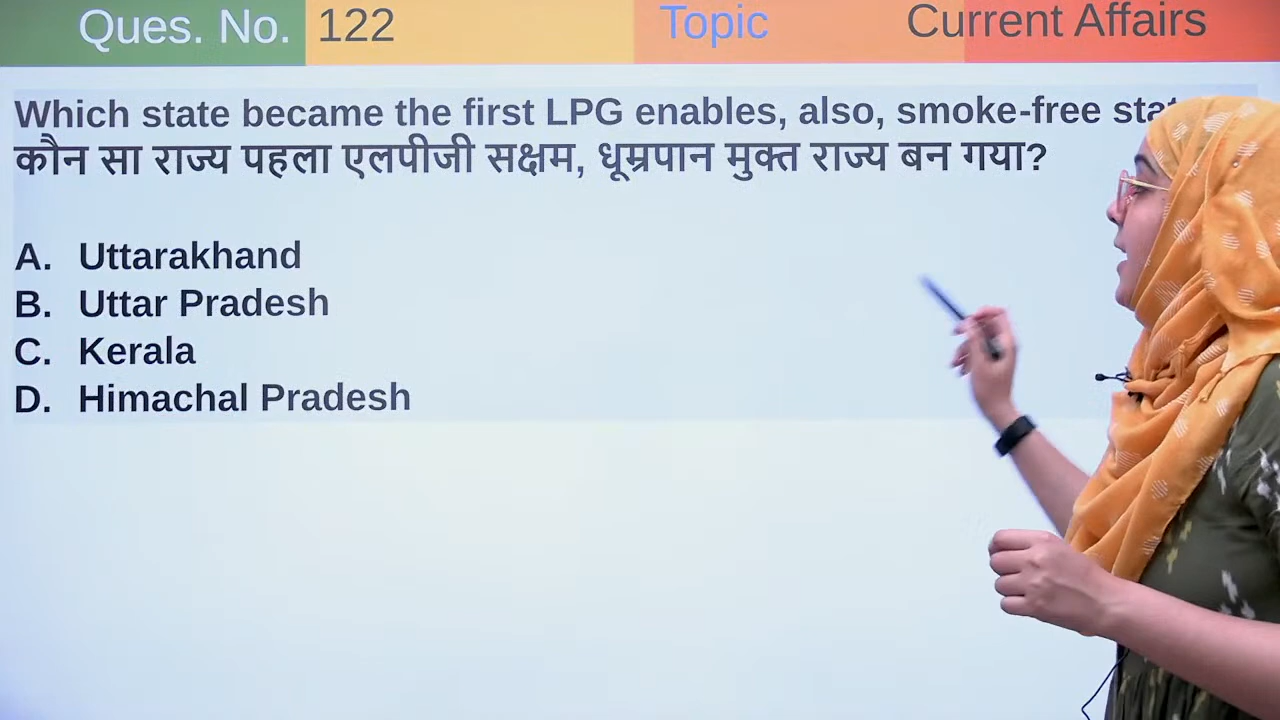 Ques. No. 122 Topic Current Affairs
Which state became the first LPG enables, also, smoke-free
कौन सा राज्य पहला एलपीजी सक्षम, धूम्रपान मुक्त राज्य बन गया?
A. Uttarakhand
B. Uttar Pradesh
C. Kerala
D. Himachal Pradesh